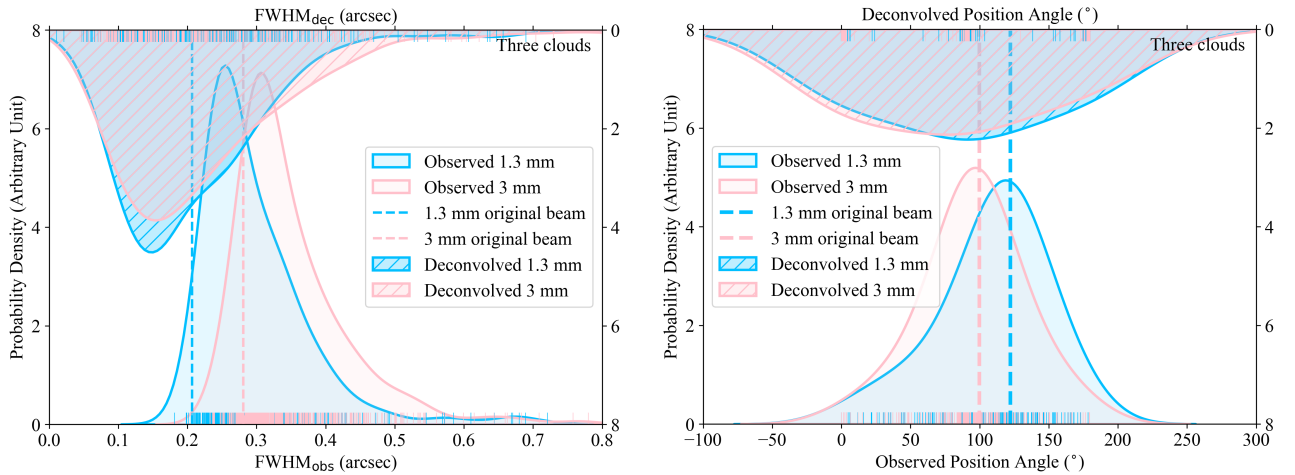 FWHM_dec (arcsec)
8
6
4
2
0
0
2
4
6
8
Three clouds
Probability Density (Arbitrary Unit)
Observed 1.3 mm
Observed 3 mm
1.3 mm original beam
3 mm original beam
Deconvolved 1.3 mm
Deconvolved 3 mm
0.0 0.1 0.2 0.3 0.4 0.5 0.6 0.7 0.8
FWHM_obs (arcsec)
Deconvolved Position Angle (°)
8
6
4
2
0
0
2
4
6
8
Three clouds
Probability Density (Arbitrary Unit)
Observed 1.3 mm
Observed 3 mm
1.3 mm original beam
3 mm original beam
Deconvolved 1.3 mm
Deconvolved 3 mm
−100 −50 0 50 100 150 200 250 300
Observed Position Angle (°)